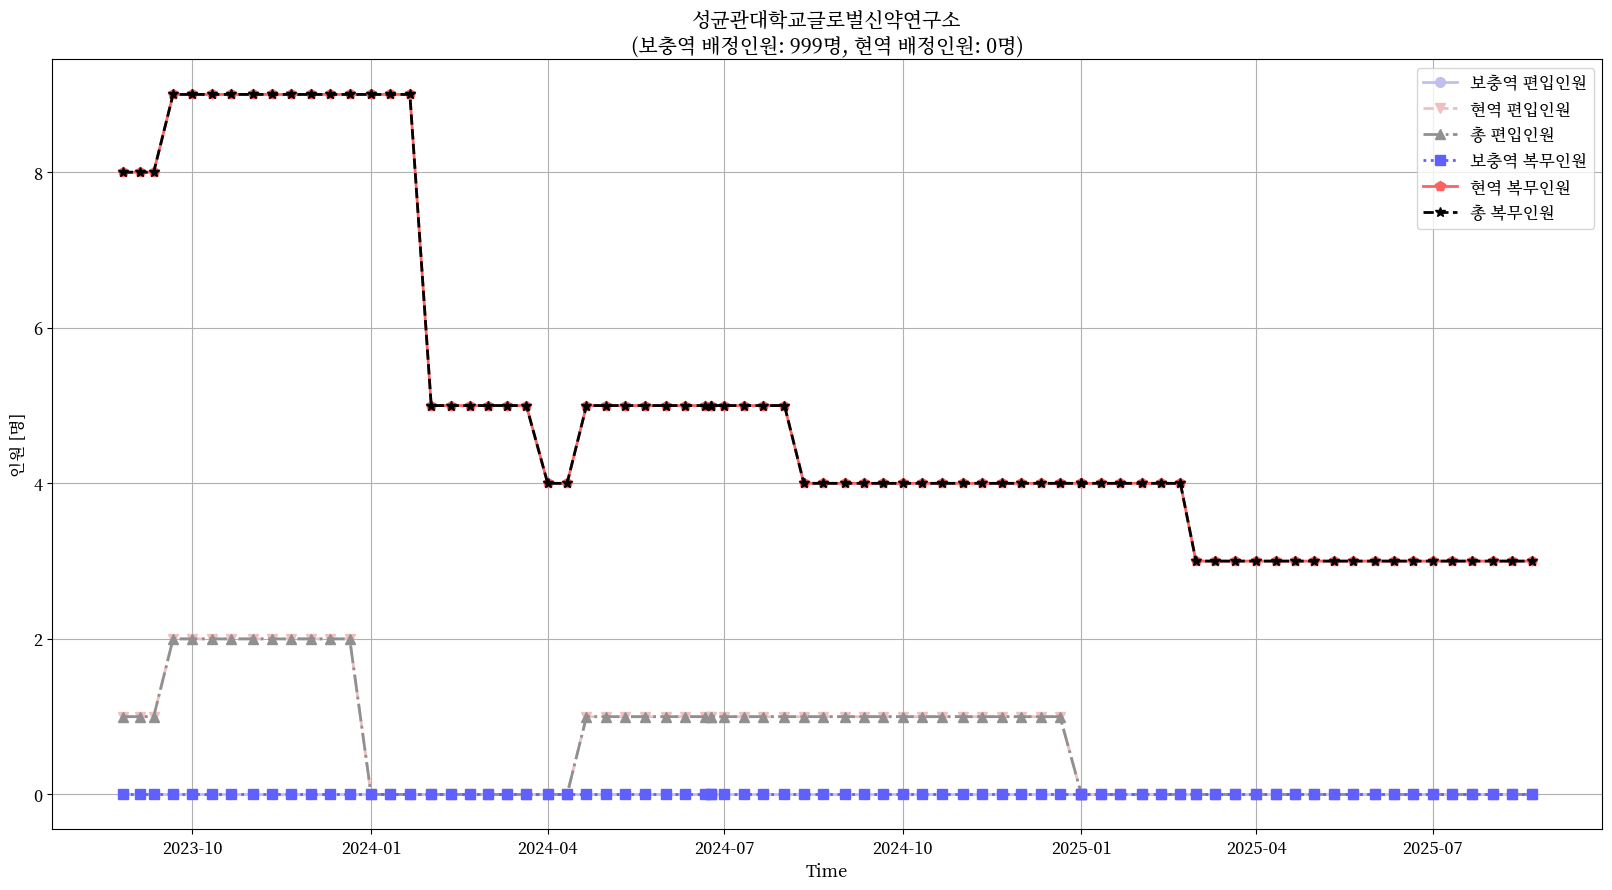 성균관대학교글로벌신약연구소
(보충역 배정인원: 999명, 현역 배정인원: 0명)
보충역 편입인원
현역 편입인원
총 편입인원
보충역 복무인원
현역 복무인원
총 복무인원
인원 [명]
8
6
4
2
0
2023-10
2024-01
2024-04
2024-07
2024-10
2025-01
2025-04
2025-07
Time